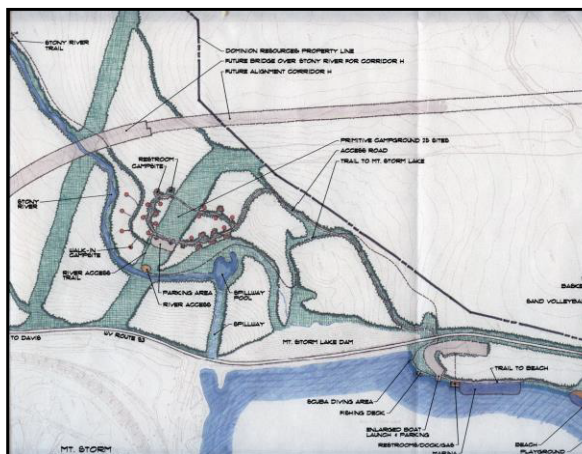 STONY RIVER
TRAIL
DOMINION RESOURCES PROPERTY LINE
FUTURE BRIDGE OVER STONY RIVER FOR CORRIDOR H
FUTURE ALIGNMENT CORRIDOR H
RESTROOM
CAMPSITE
PRIMITIVE CAMPGROUND 25 SITES
ACCESS ROAD
TRAIL TO MT. STORM LAKE
STONY
RIVER
WALK-IN
CAMPSITE
RIVER ACCESS
TRAIL
PARKING AREA
RIVER ACCESS
SPILLWAY
POOL
SPILLWAY
BASKE
SAND VOLLEYBA
TO DAVIS
WV ROUTE 93
MT. STORM LAKE DAM
TRAIL TO BEACH
SCUBA DIVING AREA
FISHING DECK
ENLARGED BOAT
LAUNCH & PARKING
RESTROOMS/DOCK/GAS
MARINA
BEACH
PLAYGROUND
MT. STORM